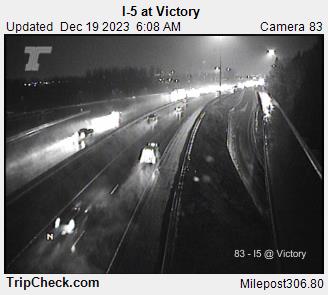 I-5 at Victory
Updated Dec 19 2023 6:08 AM Camera 83
N
83 - I5 @ Victory
TripCheck.com Milepost306.80